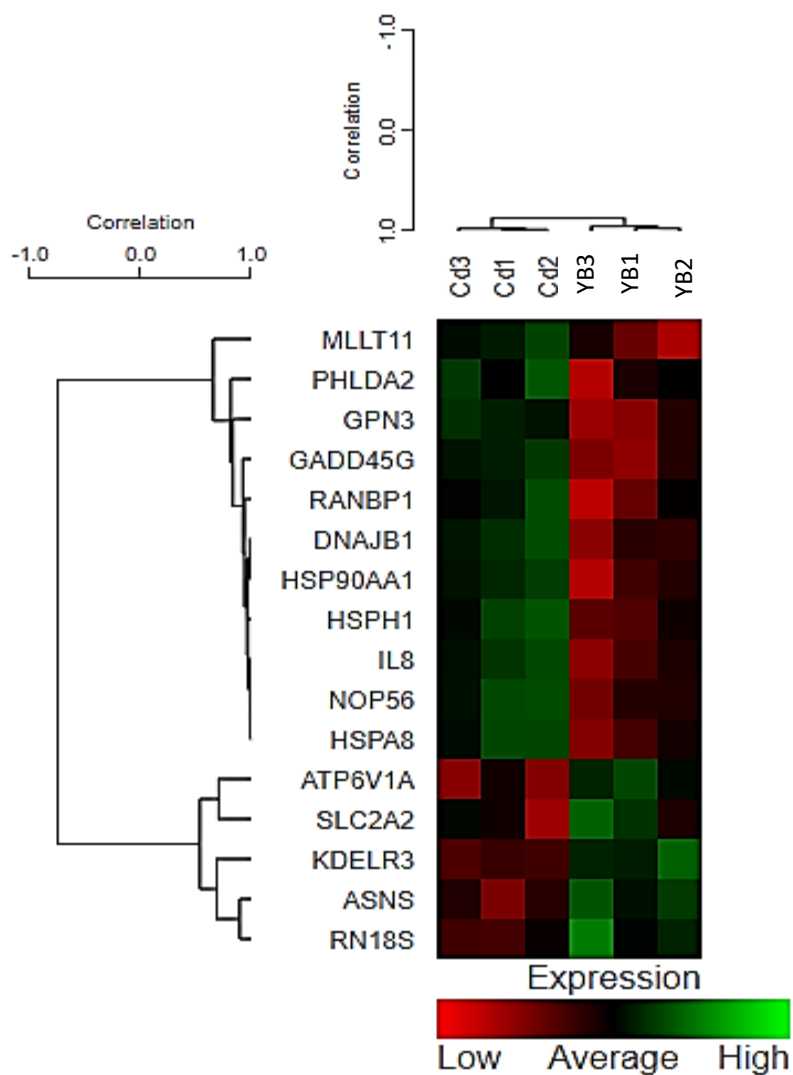 Correlation
-1.0
0.0
1.0
Correlation
-1.0 0.0 1.0
Cd3 Cd1 Cd2 YB3 YB1 YB2
MLLT11
PHLDA2
GPN3
GADD45G
RANBP1
DNAJB1
HSP90AA1
HSPH1
IL8
NOP56
HSPA8
ATP6V1A
SLC2A2
KDELR3
ASNS
RN18S
Expression
Low Average High